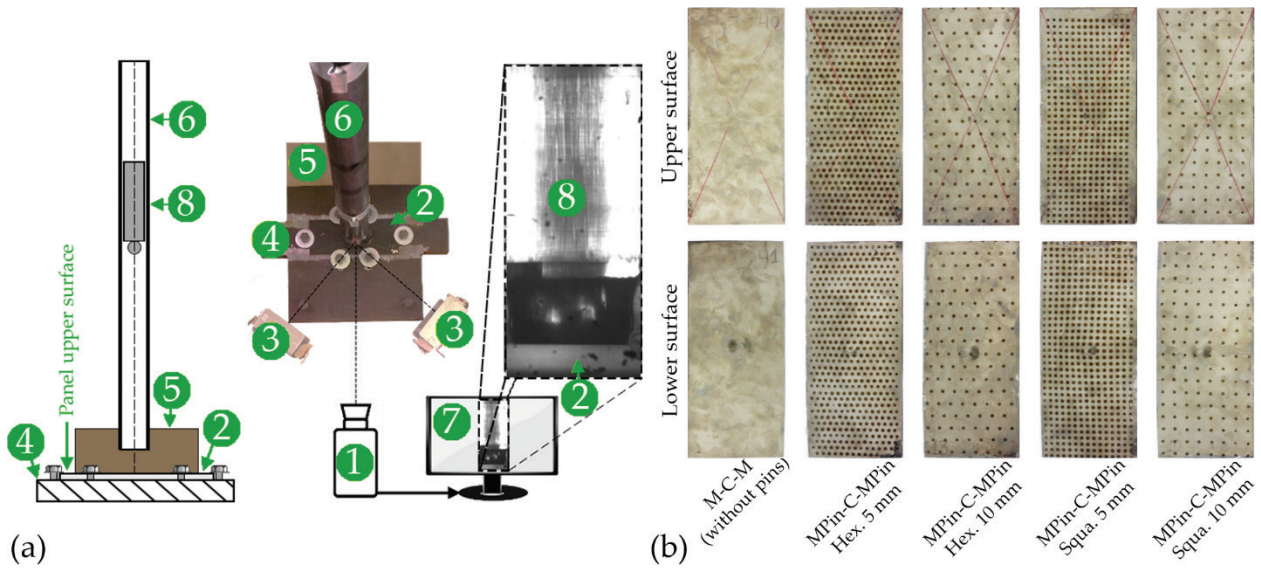 6
8
5
4
2
Panel upper surface
(a)
6
5
2
4
3
3
1
7
8
2
Upper surface
Lower surface
40
41
M-C-M
(without pins)
MPin-C-MPin
Hex. 5 mm
MPin-C-MPin
Hex. 10 mm
MPin-C-MPin
Squa. 5 mm
MPin-C-MPin
Squa. 10 mm
(b)